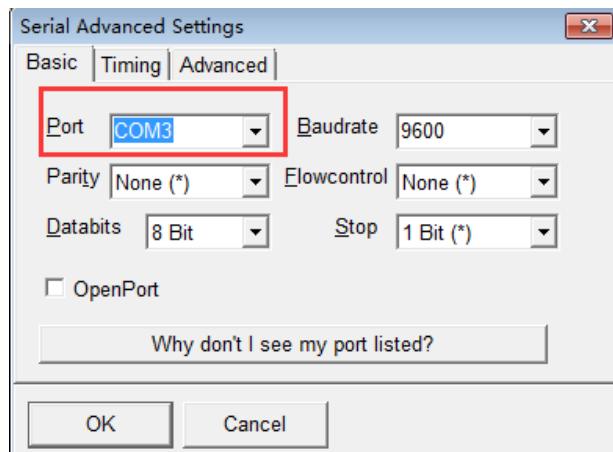 Serial Advanced Settings
Basic Timing Advanced
Port COM3 Baudrate 9600
Parity None (*) Flowcontrol None (*)
Databits 8 Bit Stop 1 Bit (*)
OpenPort
Why don't I see my port listed?
OK Cancel